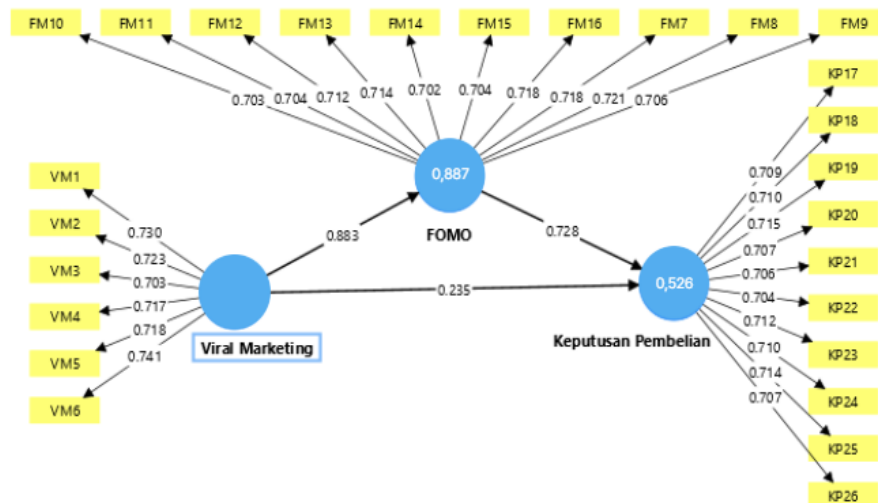 FM10 FM11 FM12 FM13 FM14 FM15 FM16 FM7 FM8 FM9
0.703 0.704 0.712 0.714 0.702 0.704 0.718 0.718 0.721 0.706
0,887
FOMO
VM1
VM2
VM3
VM4
VM5
VM6
0.730
0.723
0.703
0.717
0.718
0.741
Viral Marketing
0.883
0.728
0.235
0,526
Keputusan Pembelian
0.709
0.710
0.715
0.707
0.706
0.704
0.712
0.710
0.714
0.707
KP17
KP18
KP19
KP20
KP21
KP22
KP23
KP24
KP25
KP26